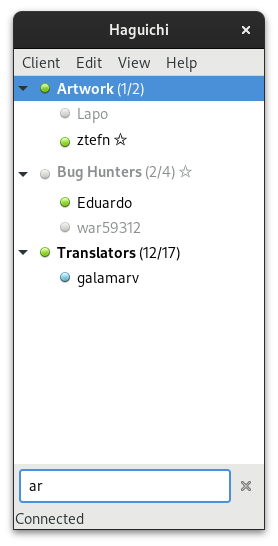 Haguichi
Client Edit View Help
Artwork (1/2)
Lapo
ztefn ☆
Bug Hunters (2/4) ☆
Eduardo
war59312
Translators (12/17)
galamarv
ar
Connected